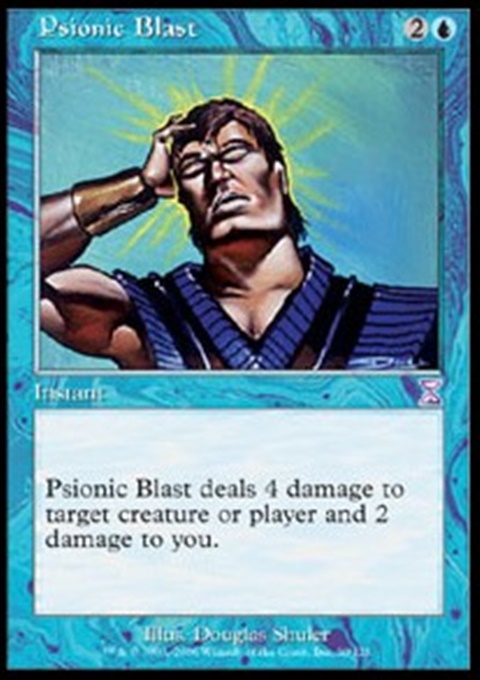 Psionic Blast 2
Instant
Psionic Blast deals 4 damage to
target creature or player and 2
damage to you.
Illus. Douglas Shuler